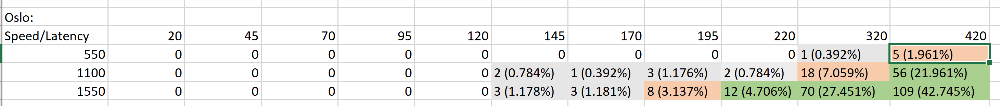 Oslo:
Speed/Latency 20 45 70 95 120 145 170 195 220 320 420
550 0 0 0 0 0 0 0 0 0 1 (0.392%) 5 (1.961%)
1100 0 0 0 0 0 2 (0.784%) 1 (0.392%) 3 (1.176%) 2 (0.784%) 18 (7.059%) 56 (21.961%)
1550 0 0 0 0 0 3 (1.178%) 3 (1.181%) 8 (3.137%) 12 (4.706%) 70 (27.451%) 109 (42.745%)